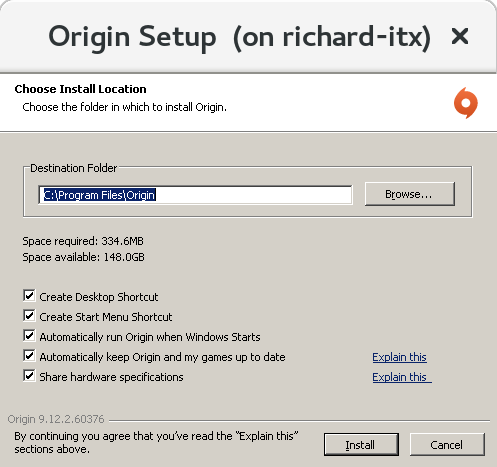 Origin Setup (on richard-itx) ×
Choose Install Location
Choose the folder in which to install Origin.
Destination Folder
C:\Program Files\Origin
Browse...
Space required: 334.6MB
Space available: 148.0GB
Create Desktop Shortcut
Create Start Menu Shortcut
Automatically run Origin when Windows Starts
Automatically keep Origin and my games up to date Explain this
Share hardware specifications Explain this
Origin 9.12.2.60376
By continuing you agree that you've read the "Explain this"
sections above.
Install Cancel